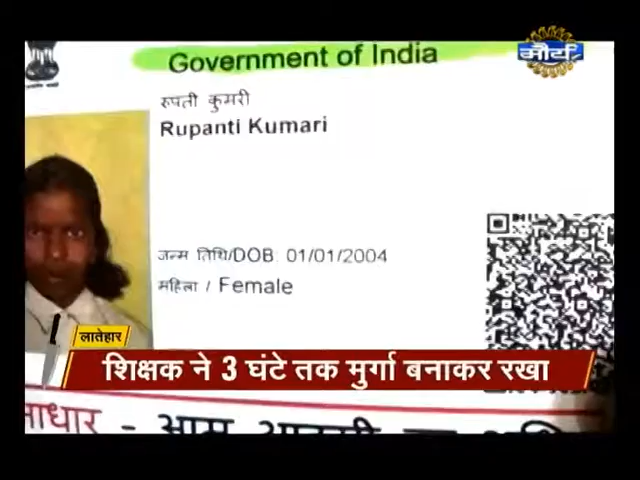 Government of India
मौर्य
रुपती कुमरी
Rupanti Kumari
जन्म तिथि/DOB: 01/01/2004
महिला / Female
लातेहार
शिक्षक ने 3 घंटे तक मुर्गा बनाकर रखा
आधार - आम